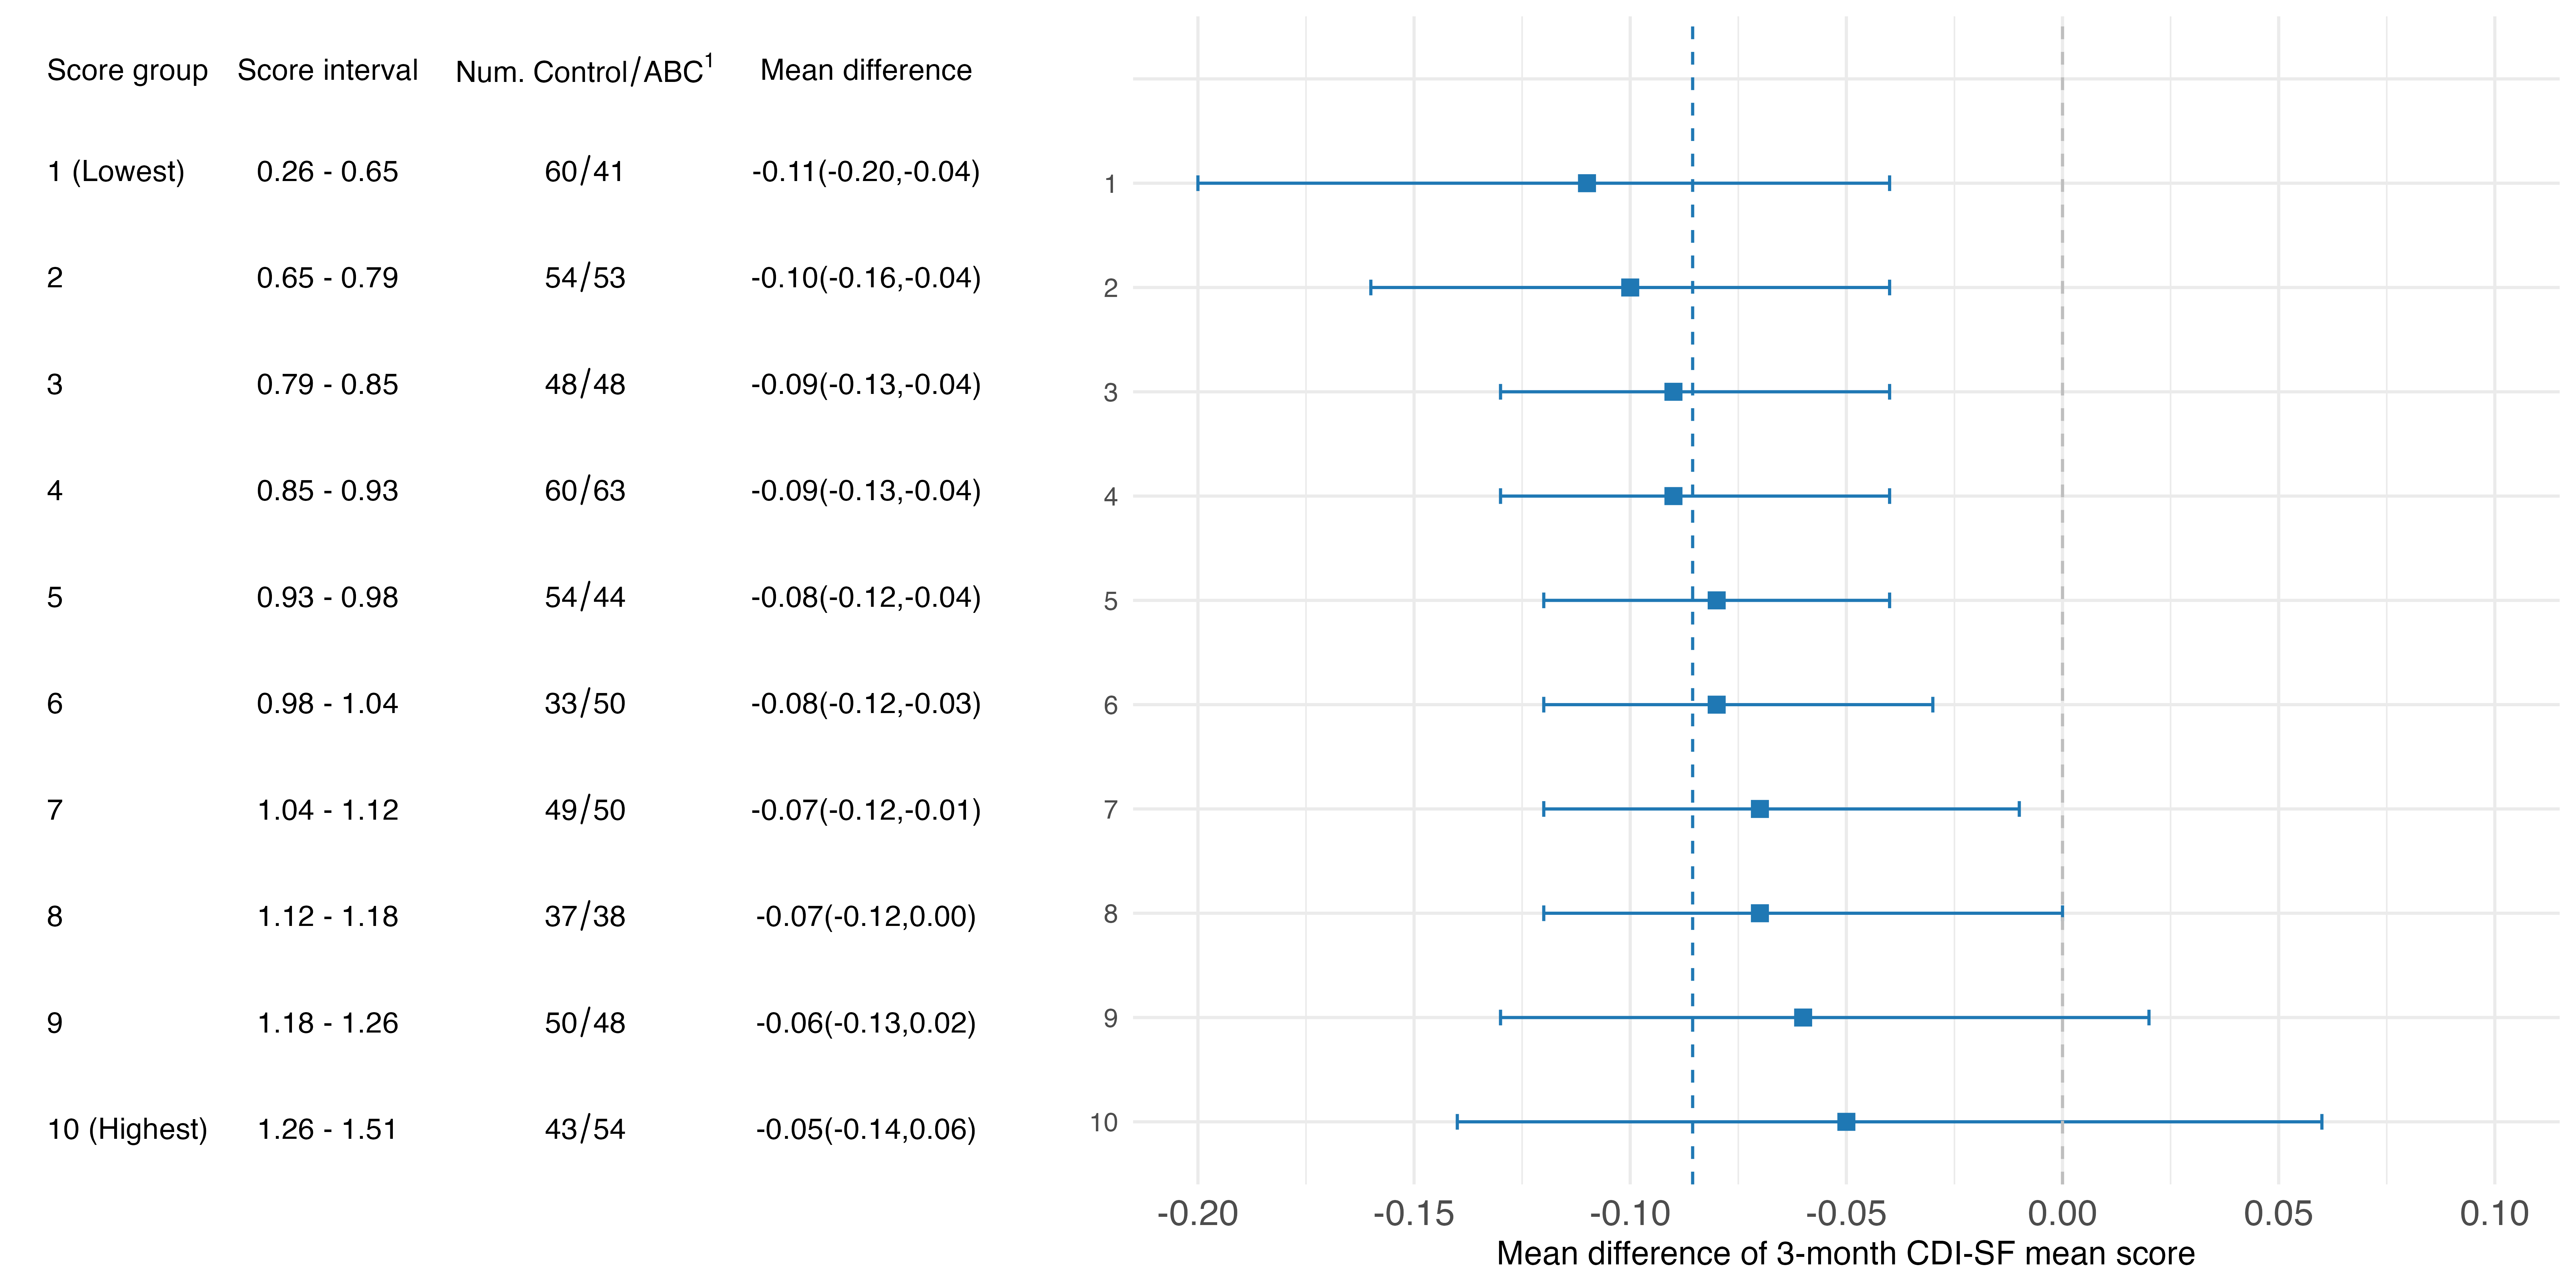 Score group Score interval Num. Control/ABC¹ Mean difference
1 (Lowest) 0.26 - 0.65 60/41 -0.11(-0.20,-0.04) 1
2 0.65 - 0.79 54/53 -0.10(-0.16,-0.04) 2
3 0.79 - 0.85 48/48 -0.09(-0.13,-0.04) 3
4 0.85 - 0.93 60/63 -0.09(-0.13,-0.04) 4
5 0.93 - 0.98 54/44 -0.08(-0.12,-0.04) 5
6 0.98 - 1.04 33/50 -0.08(-0.12,-0.03) 6
7 1.04 - 1.12 49/50 -0.07(-0.12,-0.01) 7
8 1.12 - 1.18 37/38 -0.07(-0.12,0.00) 8
9 1.18 - 1.26 50/48 -0.06(-0.13,0.02) 9
10 (Highest) 1.26 - 1.51 43/54 -0.05(-0.14,0.06) 10
-0.20 -0.15 -0.10 -0.05 0.00 0.05 0.10
Mean difference of 3-month CDI-SF mean score